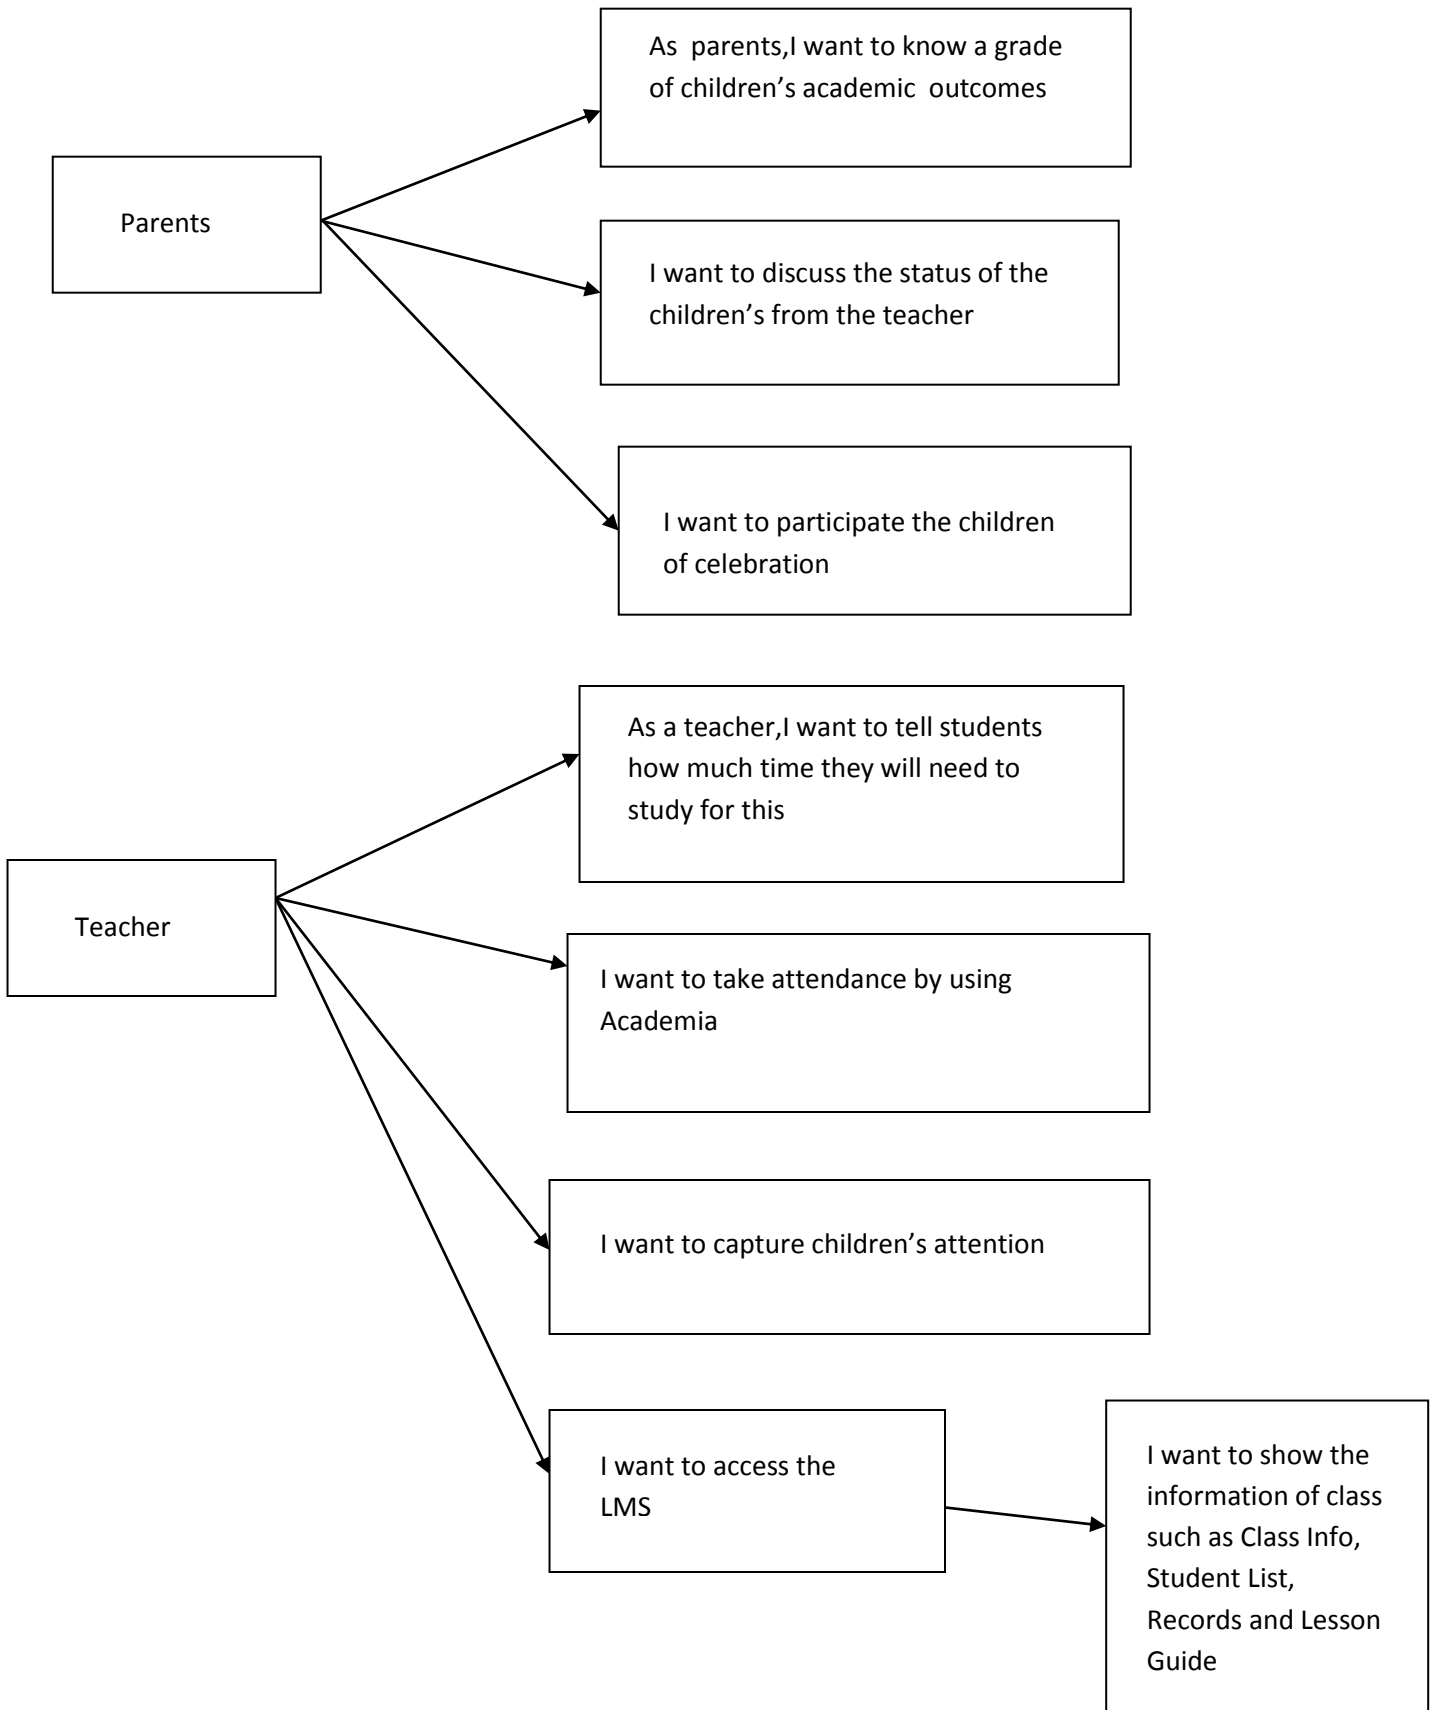 As  parents,I want to know a grade
of children’s academic  outcomes
Parents
I want to discuss the status of the
children’s from the teacher
I want to participate the children
of celebration
As a teacher,I want to tell students
how much time they will need to
study for this
Teacher
I want to take attendance by using
Academia
I want to capture children’s attention
I want to access the
LMS
I want to show the
information of class
such as Class Info,
Student List,
Records and Lesson
Guide